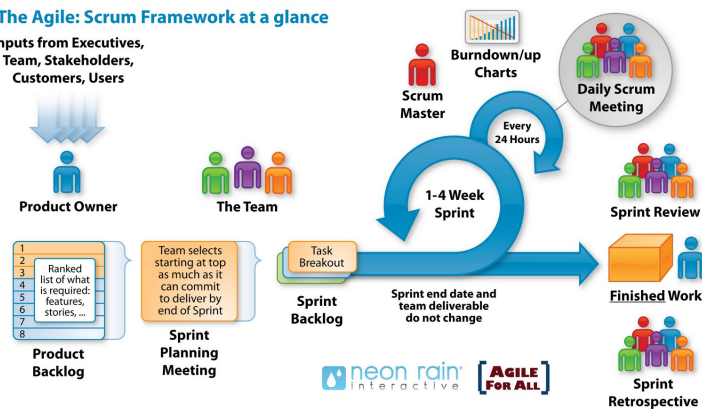 The Agile: Scrum Framework at a glance
nputs from Executives,
Team, Stakeholders,
Customers, Users
Product Owner
The Team
Scrum
Master
Burndown/up
Charts
Daily Scrum
Meeting
Every
24 Hours
1-4 Week
Sprint
Sprint Review
1
2
3
4
5
6
7
8
Ranked
list of what
is required:
features,
stories, ...
Product
Backlog
Team selects
starting at top
as much as it
can commit
to deliver by
end of Sprint
Sprint
Planning
Meeting
Task
Breakout
Sprint
Backlog
Sprint end date and
team deliverable
do not change
Finished Work
Sprint
Retrospective
neon rain
interactive
AGILE
FOR ALL